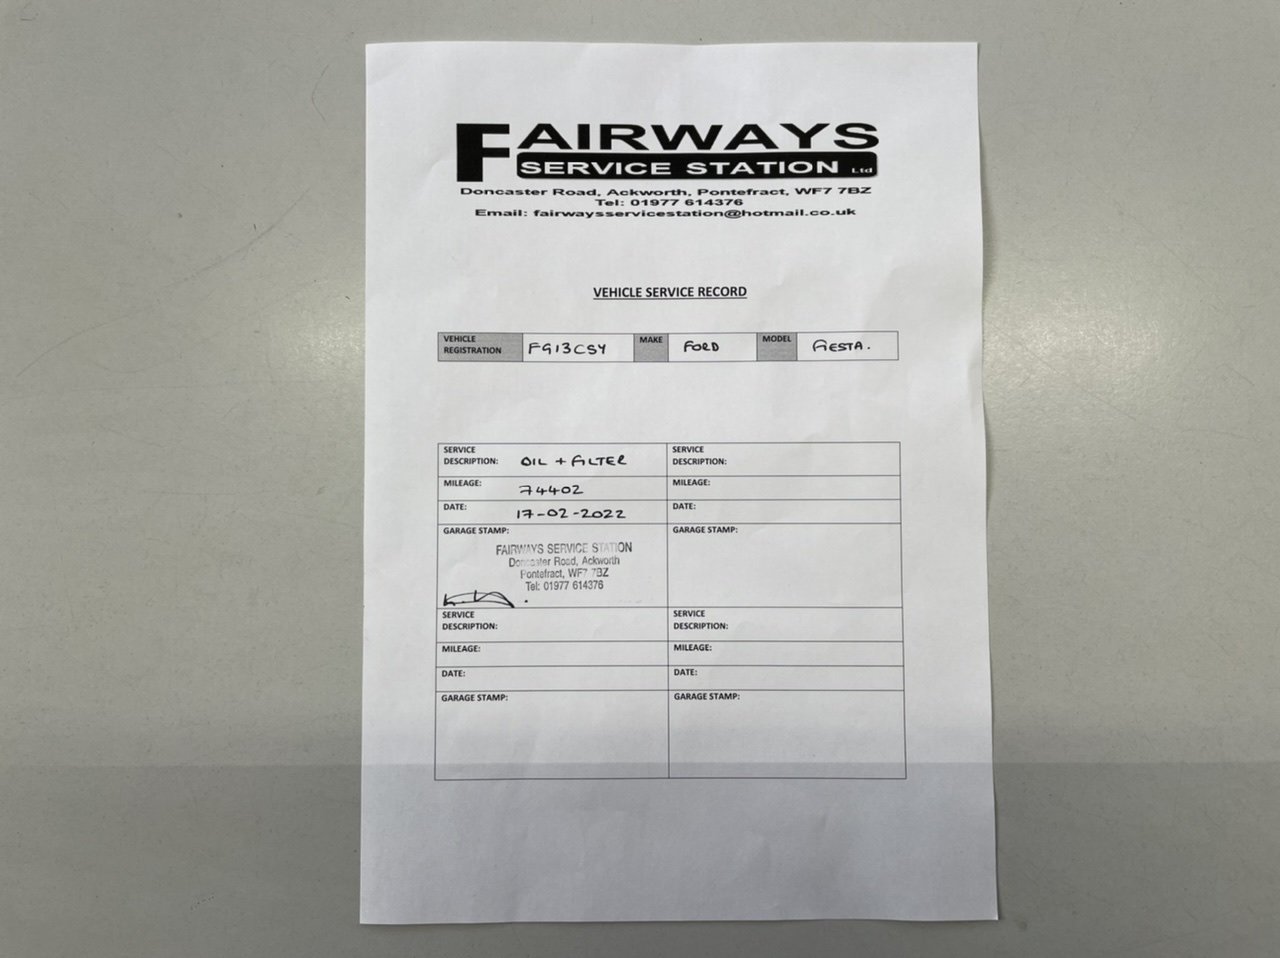 FAIRWAYS
SERVICE STATION Ltd
Doncaster Road, Ackworth, Pontefract, WF7 7BZ
Tel: 01977 614376
Email: fairwaysservicestation@hotmail.co.uk
VEHICLE SERVICE RECORD
VEHICLE REGISTRATION FG13CSY MAKE FORD MODEL FIESTA.
SERVICE
DESCRIPTION: OIL + FILTER
MILEAGE: 74402
DATE: 17-02-2022
GARAGE STAMP:
FAIRWAYS SERVICE STATION
Doncaster Road, Ackworth
Pontefract, WF7 7BZ
Tel: 01977 614376
SERVICE
DESCRIPTION:
MILEAGE:
DATE:
GARAGE STAMP:
SERVICE
DESCRIPTION:
MILEAGE:
DATE:
GARAGE STAMP:
SERVICE
DESCRIPTION:
MILEAGE:
DATE:
GARAGE STAMP: